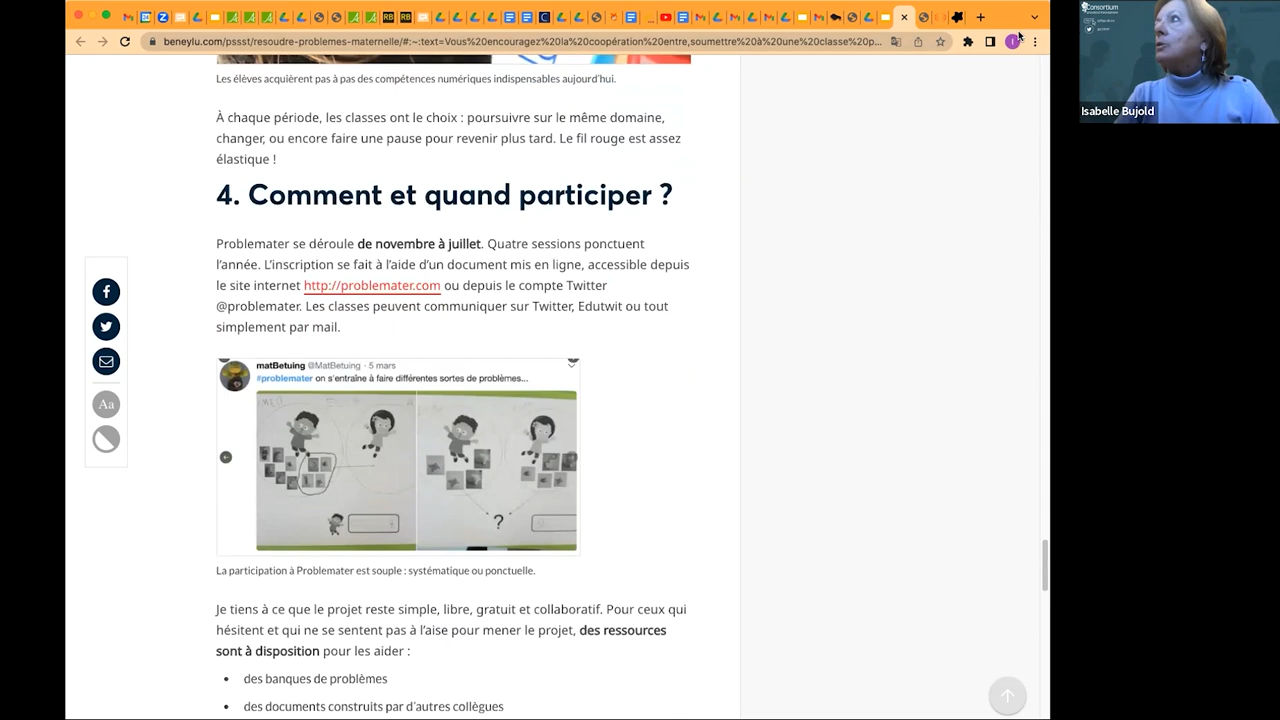 beneylu.com/pssst/resoudre-problemes-maternelle/#:~:text=Vous%20encouragez%20la%20coopération%20entre,soumettre%20à%20une%20classe%20p...
Les élèves acquièrent pas à pas des compétences numériques indispensables aujourd'hui.
À chaque période, les classes ont le choix : poursuivre sur le même domaine,
changer, ou encore faire une pause pour revenir plus tard. Le fil rouge est assez
élastique !
4. Comment et quand participer ?
Problemater se déroule de novembre à juillet. Quatre sessions ponctuent
l'année. L'inscription se fait à l'aide d'un document mis en ligne, accessible depuis
le site internet http://problemater.com ou depuis le compte Twitter
@problemater. Les classes peuvent communiquer sur Twitter, Edutwit ou tout
simplement par mail.
matBetuing @MatBetuing · 5 mars
#problemater on s'entraîne à faire différentes sortes de problèmes...
?
La participation à Problemater est souple : systématique ou ponctuelle.
Je tiens à ce que le projet reste simple, libre, gratuit et collaboratif. Pour ceux qui
hésitent et qui ne se sentent pas à l'aise pour mener le projet, des ressources
sont à disposition pour les aider :
• des banques de problèmes
• des documents construits par d'autres collègues
Aa
Consortium
Isabelle Bujold